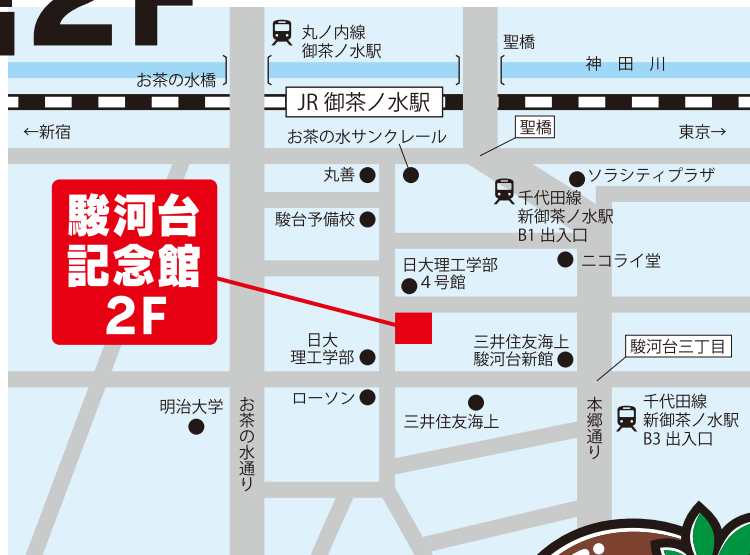 2F
丸ノ内線
御茶ノ水駅
聖橋
神田川
お茶の水橋
JR 御茶ノ水駅
←新宿
お茶の水サンクレール
聖橋
東京→
丸善
ソラシティプラザ
千代田線
新御茶ノ水駅
B1 出入口
駿台予備校
駿河台
記念館
2F
日大理工学部
4号館
ニコライ堂
日大
理工学部
三井住友海上
駿河台新館
駿河台三丁目
ローソン
明治大学
お茶の水通り
三井住友海上
本郷通り
千代田線
新御茶ノ水駅
B3 出入口